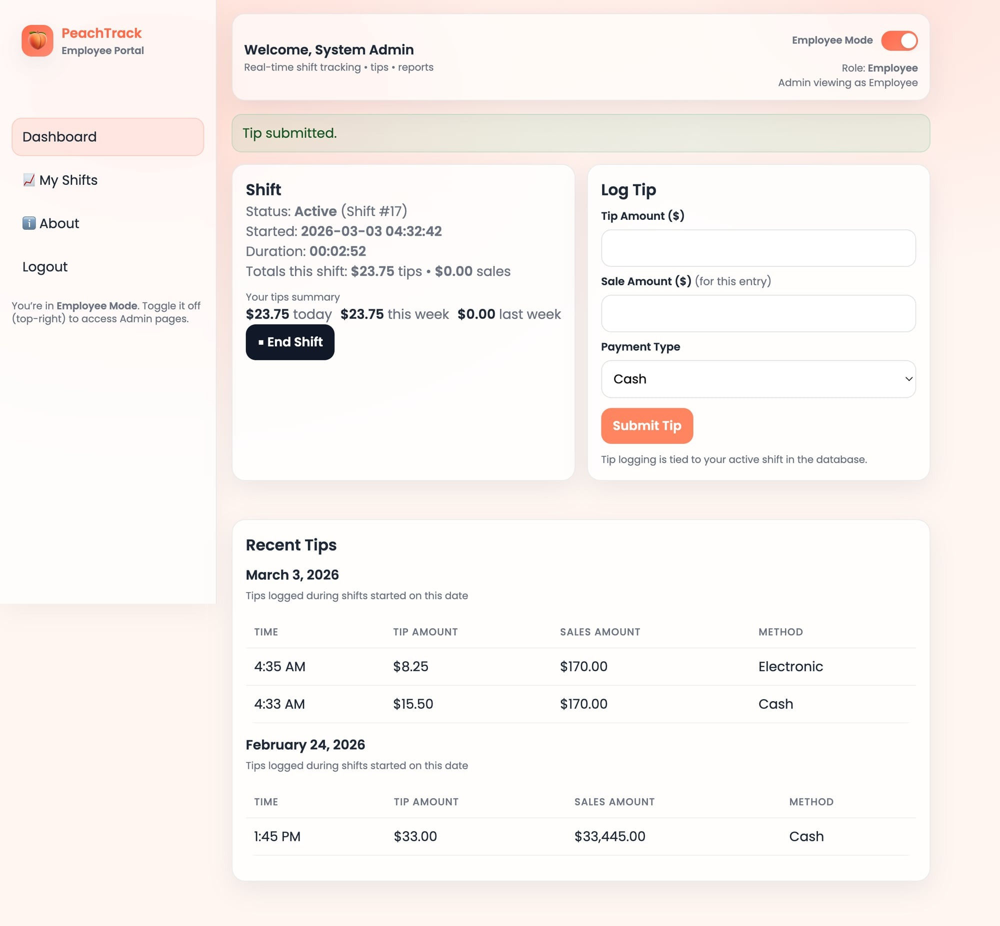 PeachTrack
Employee Portal
Dashboard
📈 My Shifts
ℹ️ About
Logout
You’re in Employee Mode. Toggle it off
(top-right) to access Admin pages.
Welcome, System Admin
Real-time shift tracking • tips • reports
Employee Mode
Role: Employee
Admin viewing as Employee
Tip submitted.
Shift
Status: Active (Shift #17)
Started: 2026-03-03 04:32:42
Duration: 00:02:52
Totals this shift: $23.75 tips • $0.00 sales
Your tips summary
$23.75 today $23.75 this week $0.00 last week
▪ End Shift
Log Tip
Tip Amount ($)
Sale Amount ($) (for this entry)
Payment Type
Cash
Submit Tip
Tip logging is tied to your active shift in the database.
Recent Tips
March 3, 2026
Tips logged during shifts started on this date
TIME TIP AMOUNT SALES AMOUNT METHOD
4:35 AM $8.25 $170.00 Electronic
4:33 AM $15.50 $170.00 Cash
February 24, 2026
Tips logged during shifts started on this date
TIME TIP AMOUNT SALES AMOUNT METHOD
1:45 PM $33.00 $33,445.00 Cash